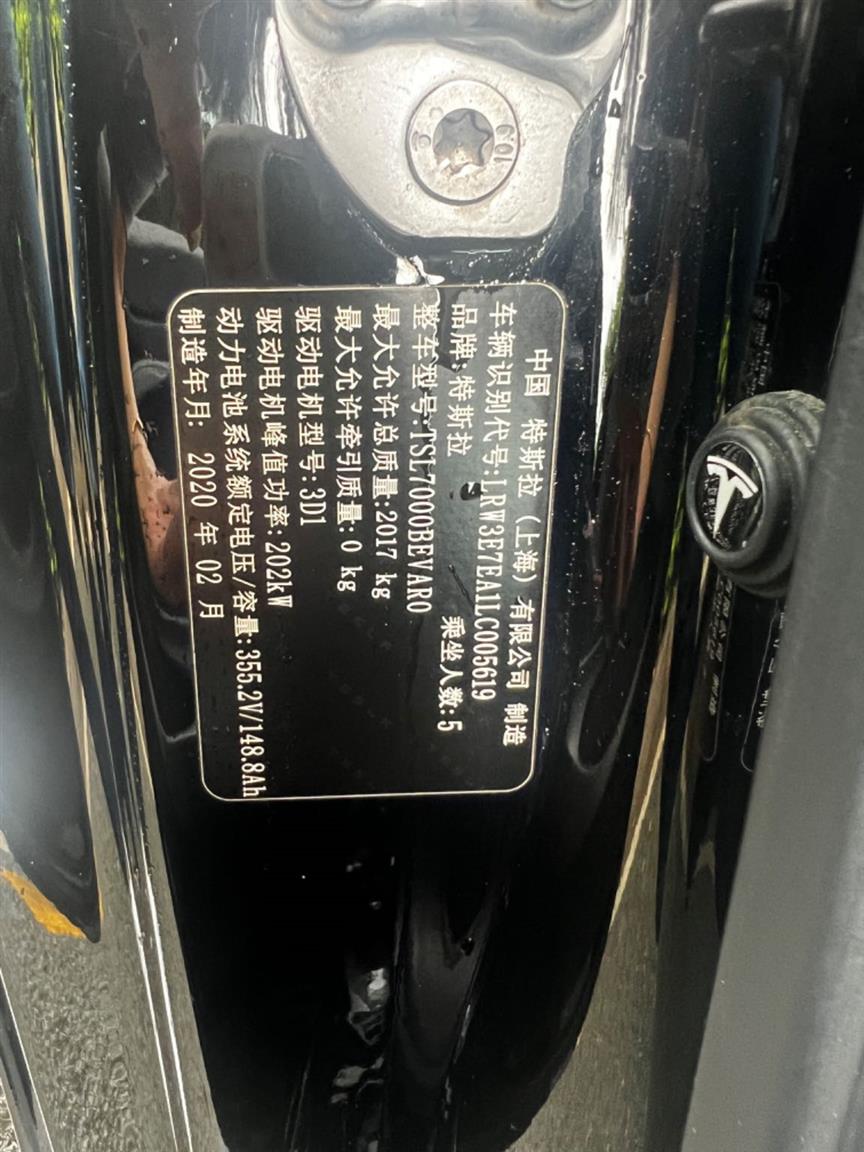 中国 特斯拉（上海）有限公司 制造
车辆识别代号:LRW3E7EA1LC005619
品牌:特斯拉 乘坐人数:5
整车型号:TSL7000BEVAR0
最大允许总质量:2017 kg
最大允许牵引质量:0 kg
驱动电机型号:3D1
驱动电机峰值功率:202kW
动力电池系统额定电压/容量:355.2V/148.8Ah
制造年月: 2020 年 02 月
10.9